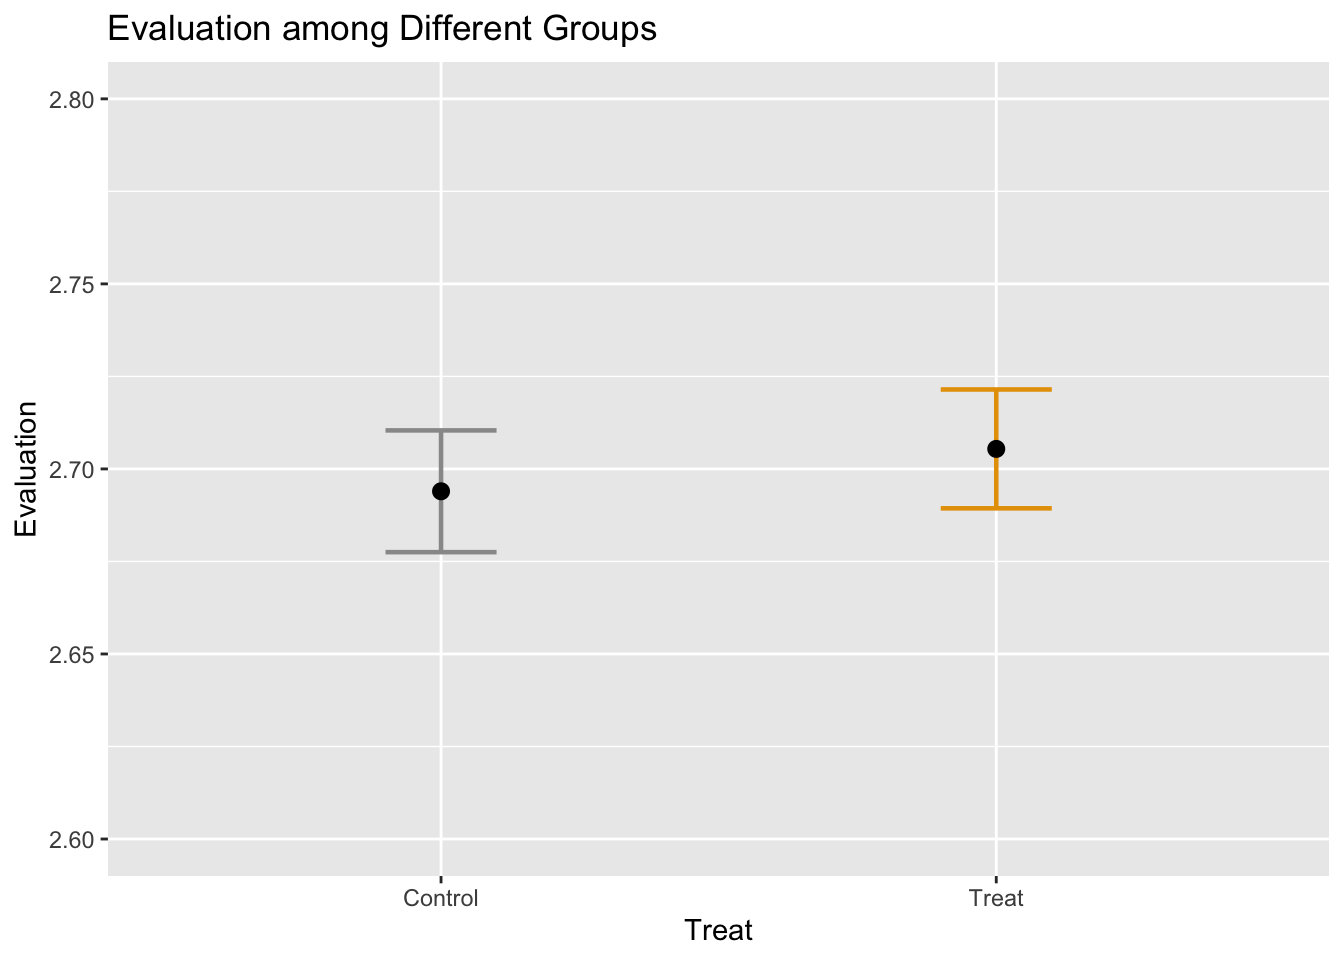 Evaluation among Different Groups
2.80
2.75
2.70
2.65
2.60
Evaluation
Control
Treat
Treat